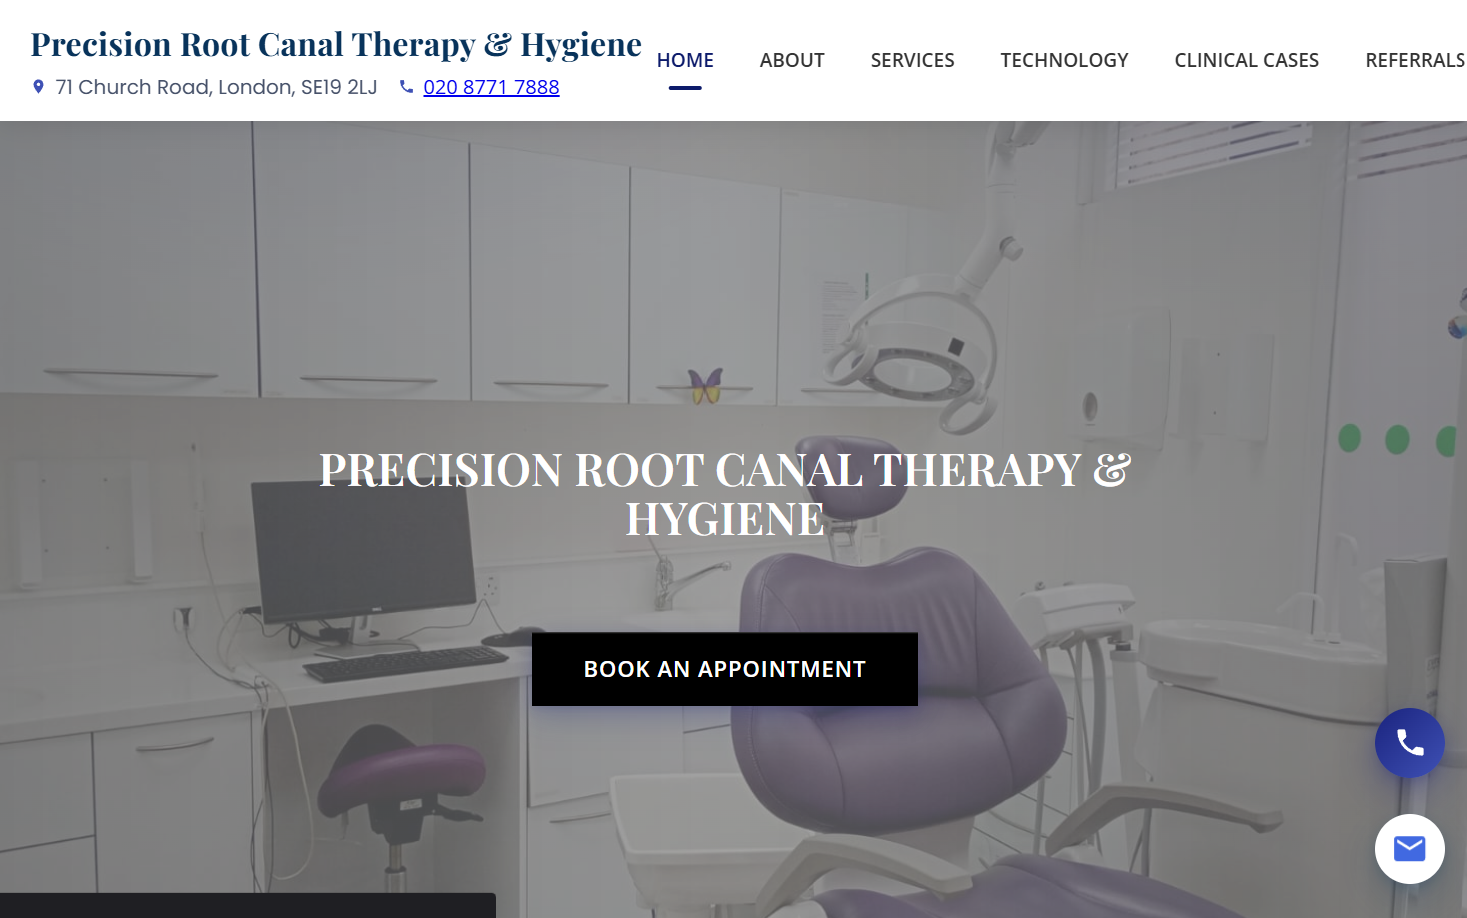 Precision Root Canal Therapy & Hygiene
71 Church Road, London, SE19 2LJ 020 8771 7888
HOME ABOUT SERVICES TECHNOLOGY CLINICAL CASES REFERRALS
PRECISION ROOT CANAL THERAPY &
HYGIENE
BOOK AN APPOINTMENT